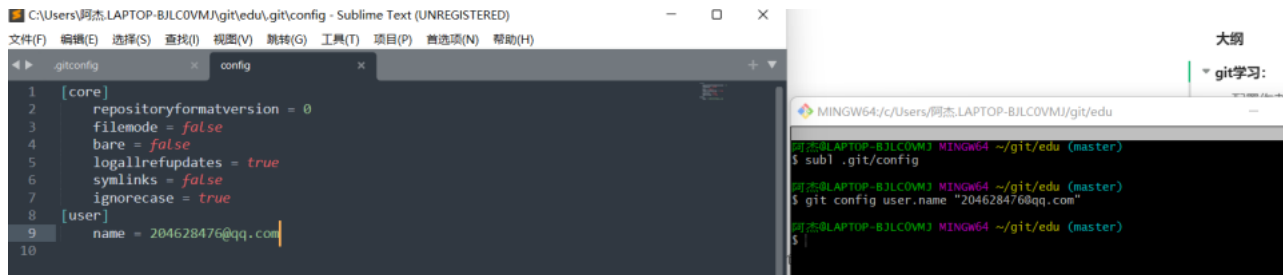 C:\Users\阿杰.LAPTOP-BJLC0VMJ\git\edu\.git\config - Sublime Text (UNREGISTERED)
文件(F) 编辑(E) 选择(S) 查找(I) 视图(V) 跳转(G) 工具(T) 项目(P) 首选项(N) 帮助(H)
.gitconfig × config ×
1 [core]
2 repositoryformatversion = 0
3 filemode = false
4 bare = false
5 logallrefupdates = true
6 symlinks = false
7 ignorecase = true
8 [user]
9 name = 204628476@qq.com
10
大纲
git学习:
MINGW64:/c/Users/阿杰.LAPTOP-BJLC0VMJ/git/edu
阿杰@LAPTOP-BJLC0VMJ MINGW64 ~/git/edu (master)
$ subl .git/config
阿杰@LAPTOP-BJLC0VMJ MINGW64 ~/git/edu (master)
$ git config user.name "204628476@qq.com"
阿杰@LAPTOP-BJLC0VMJ MINGW64 ~/git/edu (master)
$